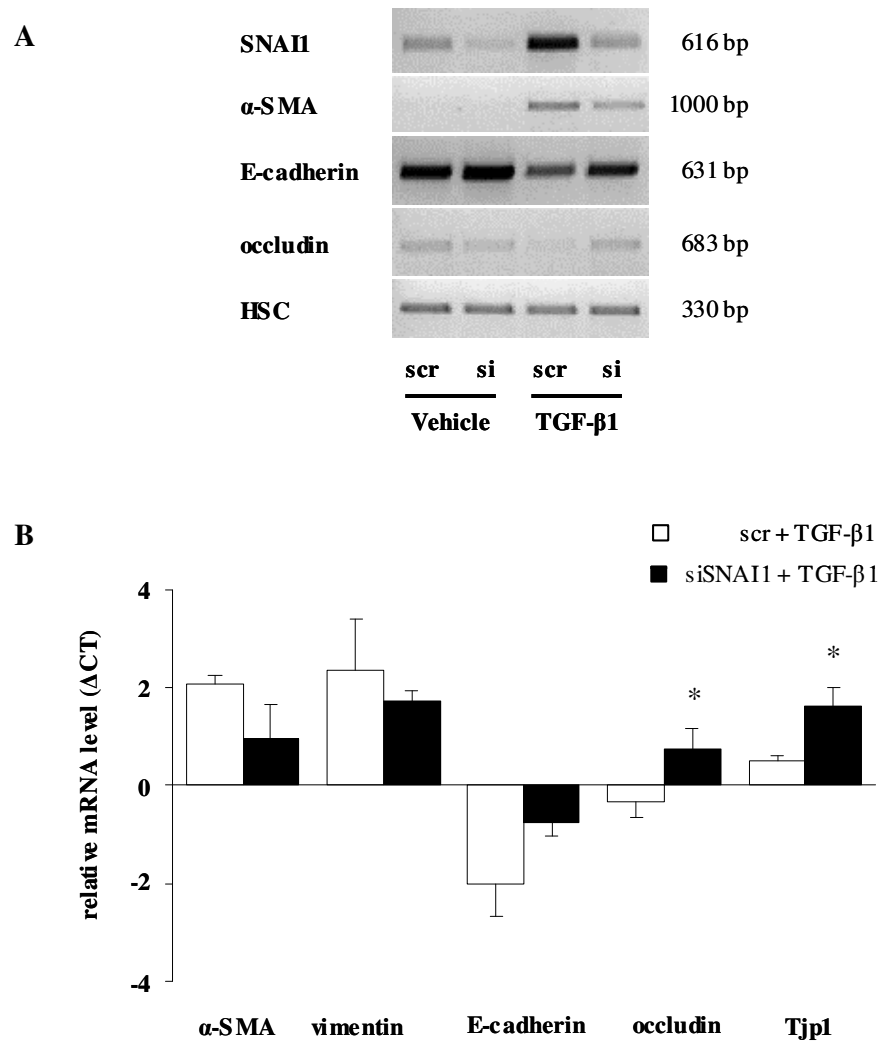 A
SNAI1 616 bp
α-SMA 1000 bp
E-cadherin 631 bp
occludin 683 bp
HSC 330 bp
scr si scr si
Vehicle TGF-β1
B
scr + TGF-β1
siSNAI1 + TGF-β1
relative mRNA level (ΔCT)
4
2
0
-2
-4
* *
α-SMA vimentin E-cadherin occludin Tjp1